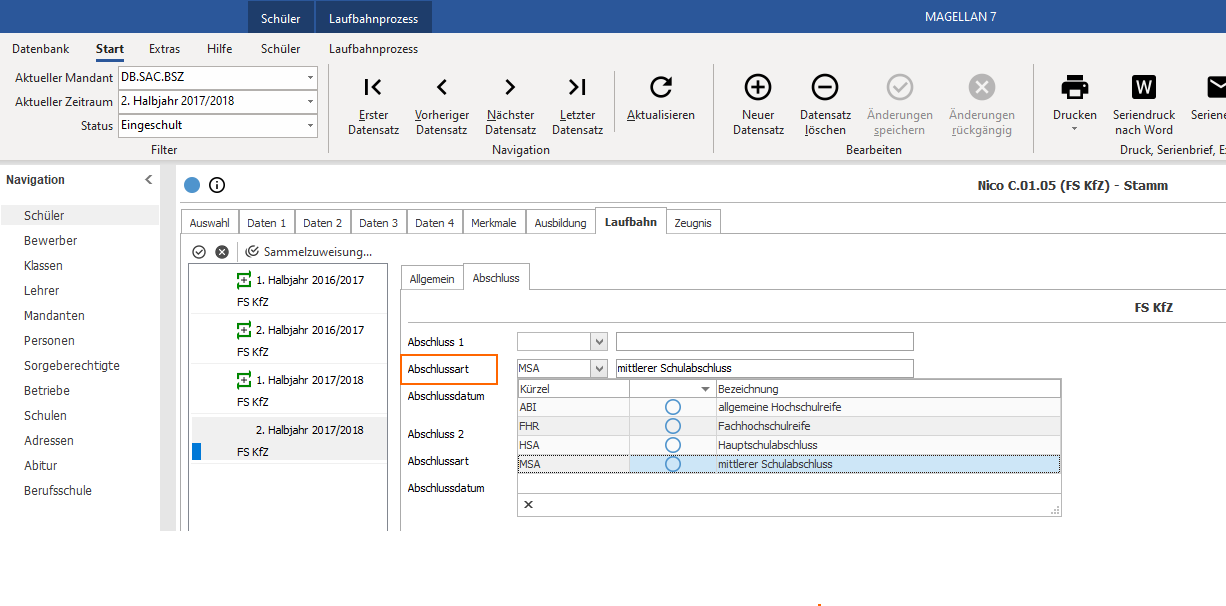 Schüler Laufbahnprozess MAGELLAN 7
Datenbank Start Extras Hilfe Schüler Laufbahnprozess
Aktueller Mandant DB.SAC.BSZ
Aktueller Zeitraum 2. Halbjahr 2017/2018
Status Eingeschult
Filter
Erster Datensatz
Vorheriger Datensatz
Nächster Datensatz
Letzter Datensatz
Aktualisieren
Navigation
Neuer Datensatz
Datensatz löschen
Änderungen speichern
Änderungen rückgängig
Bearbeiten
Drucken
W
Seriendruck nach Word
Seriene
Druck, Serienbrief, E
Navigation
Schüler
Bewerber
Klassen
Lehrer
Mandanten
Personen
Sorgeberechtigte
Betriebe
Schulen
Adressen
Abitur
Berufsschule
Nico C.01.05 (FS KfZ) - Stamm
Auswahl Daten 1 Daten 2 Daten 3 Daten 4 Merkmale Ausbildung Laufbahn Zeugnis
Sammelzuweisung...
1. Halbjahr 2016/2017
FS KfZ
2. Halbjahr 2016/2017
FS KfZ
1. Halbjahr 2017/2018
FS KfZ
2. Halbjahr 2017/2018
FS KfZ
Allgemein Abschluss
FS KfZ
Abschluss 1
Abschlussart MSA mittlerer Schulabschluss
Abschlussdatum
Abschluss 2
Abschlussart
Abschlussdatum
Kürzel Bezeichnung
ABI allgemeine Hochschulreife
FHR Fachhochschulreife
HSA Hauptschulabschluss
MSA mittlerer Schulabschluss